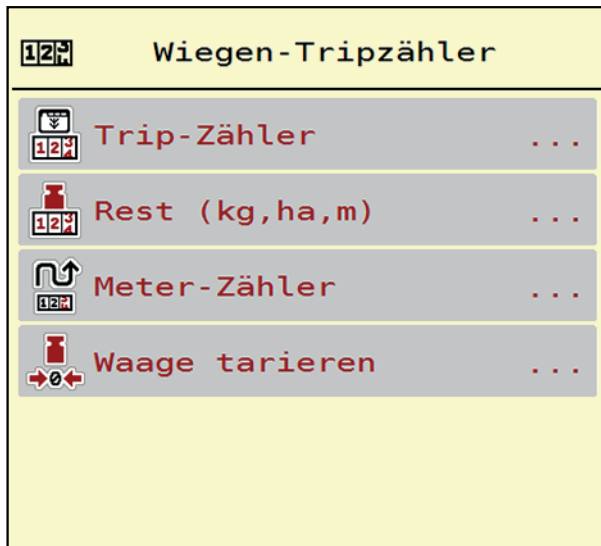 Wiegen-Tripzähler
Trip-Zähler ...
Rest (kg,ha,m) ...
Meter-Zähler ...
Waage tarieren ...